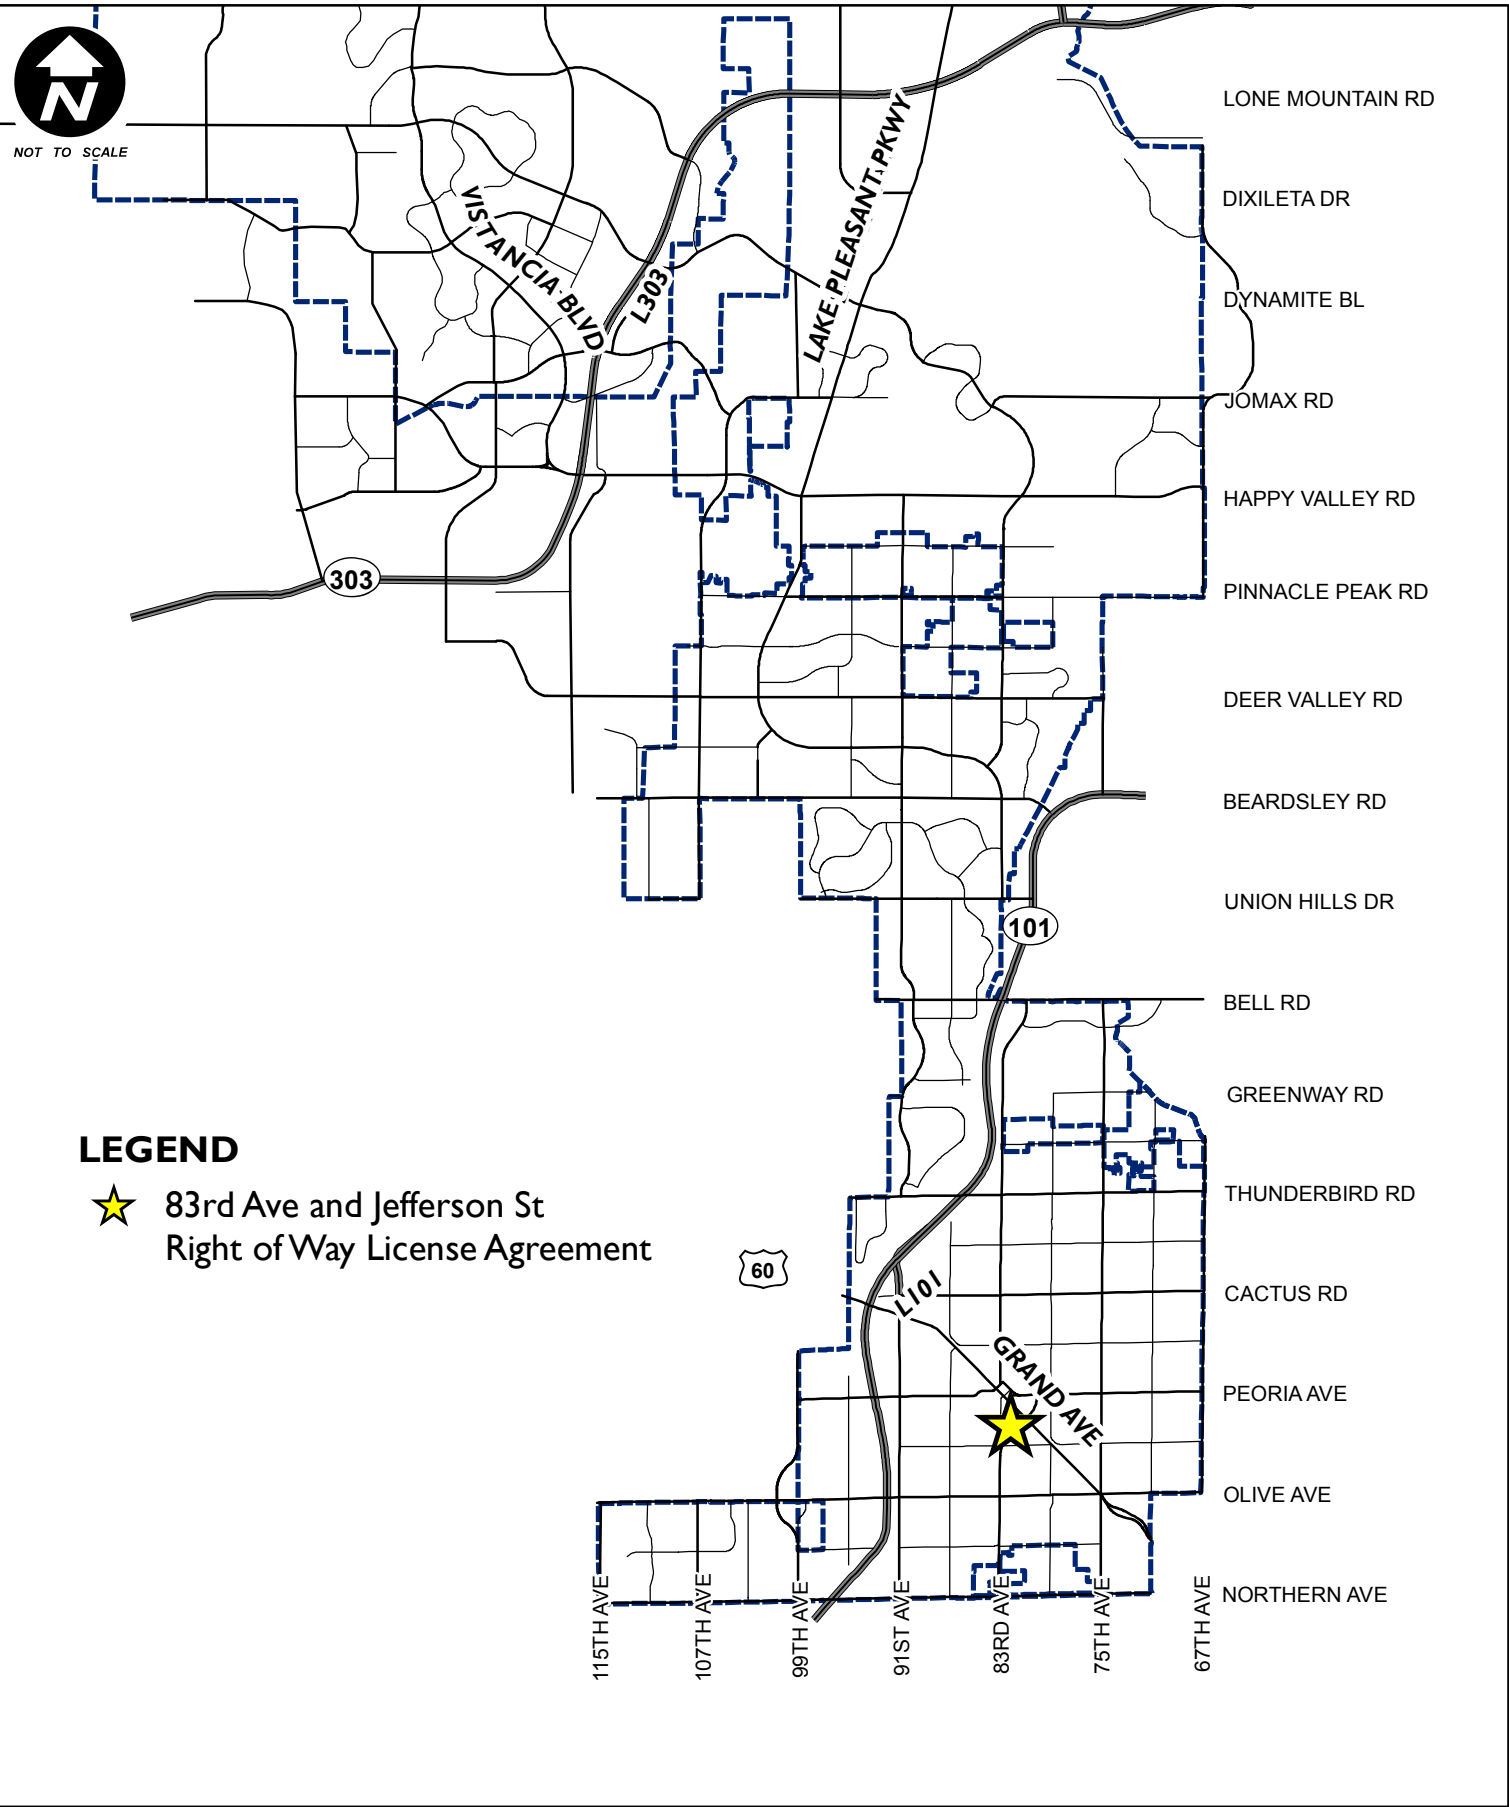 N
NOT TO SCALE
LONE MOUNTAIN RD
DIXILETA DR
VISTANCIA BLVD
L303
LAKE PLEASANT PKWY
DYNAMITE BL
JOMAX RD
HAPPY VALLEY RD
303
PINNACLE PEAK RD
DEER VALLEY RD
BEARDSLEY RD
UNION HILLS DR
101
BELL RD
GREENWAY RD
LEGEND
83rd Ave and Jefferson St
Right of Way License Agreement
THUNDERBIRD RD
60
L101
CACTUS RD
GRAND AVE
PEORIA AVE
OLIVE AVE
NORTHERN AVE
115TH AVE
107TH AVE
99TH AVE
91ST AVE
83RD AVE
75TH AVE
67TH AVE